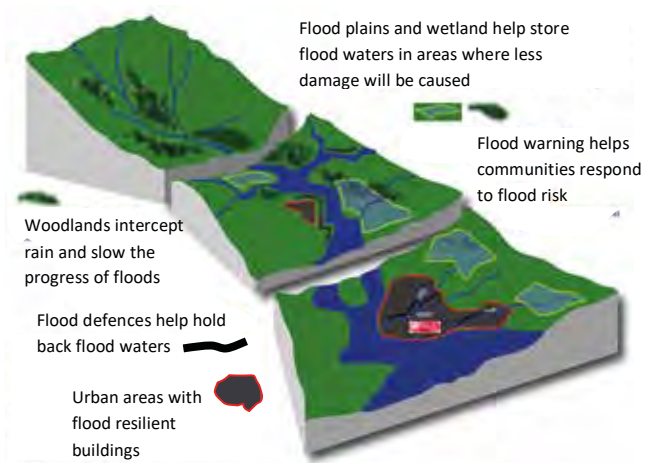 Flood plains and wetland help store
flood waters in areas where less
damage will be caused
Flood warning helps
communities respond
to flood risk
Woodlands intercept
rain and slow the
progress of floods
Flood defences help hold
back flood waters
Urban areas with
flood resilient
buildings